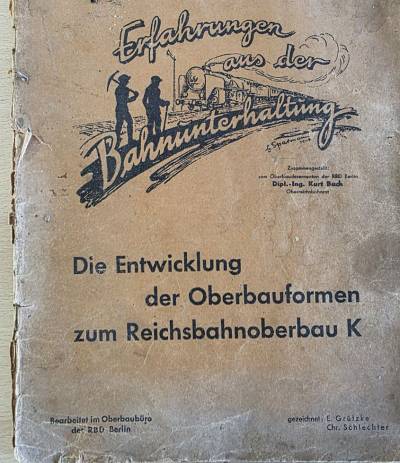 Erfahrungen
aus der
Bahnunterhaltung
Zusammengestellt:
vom Oberbaudezernenten der RBD Berlin
Dipl.-Ing. Kurt Bach
Oberreichsbahnrat
Die Entwicklung
der Oberbauformen
zum Reichsbahnoberbau K
Bearbeitet im Oberbaubüro
der RBD Berlin
gezeichnet: E. Grützke
Chr. Schlechter